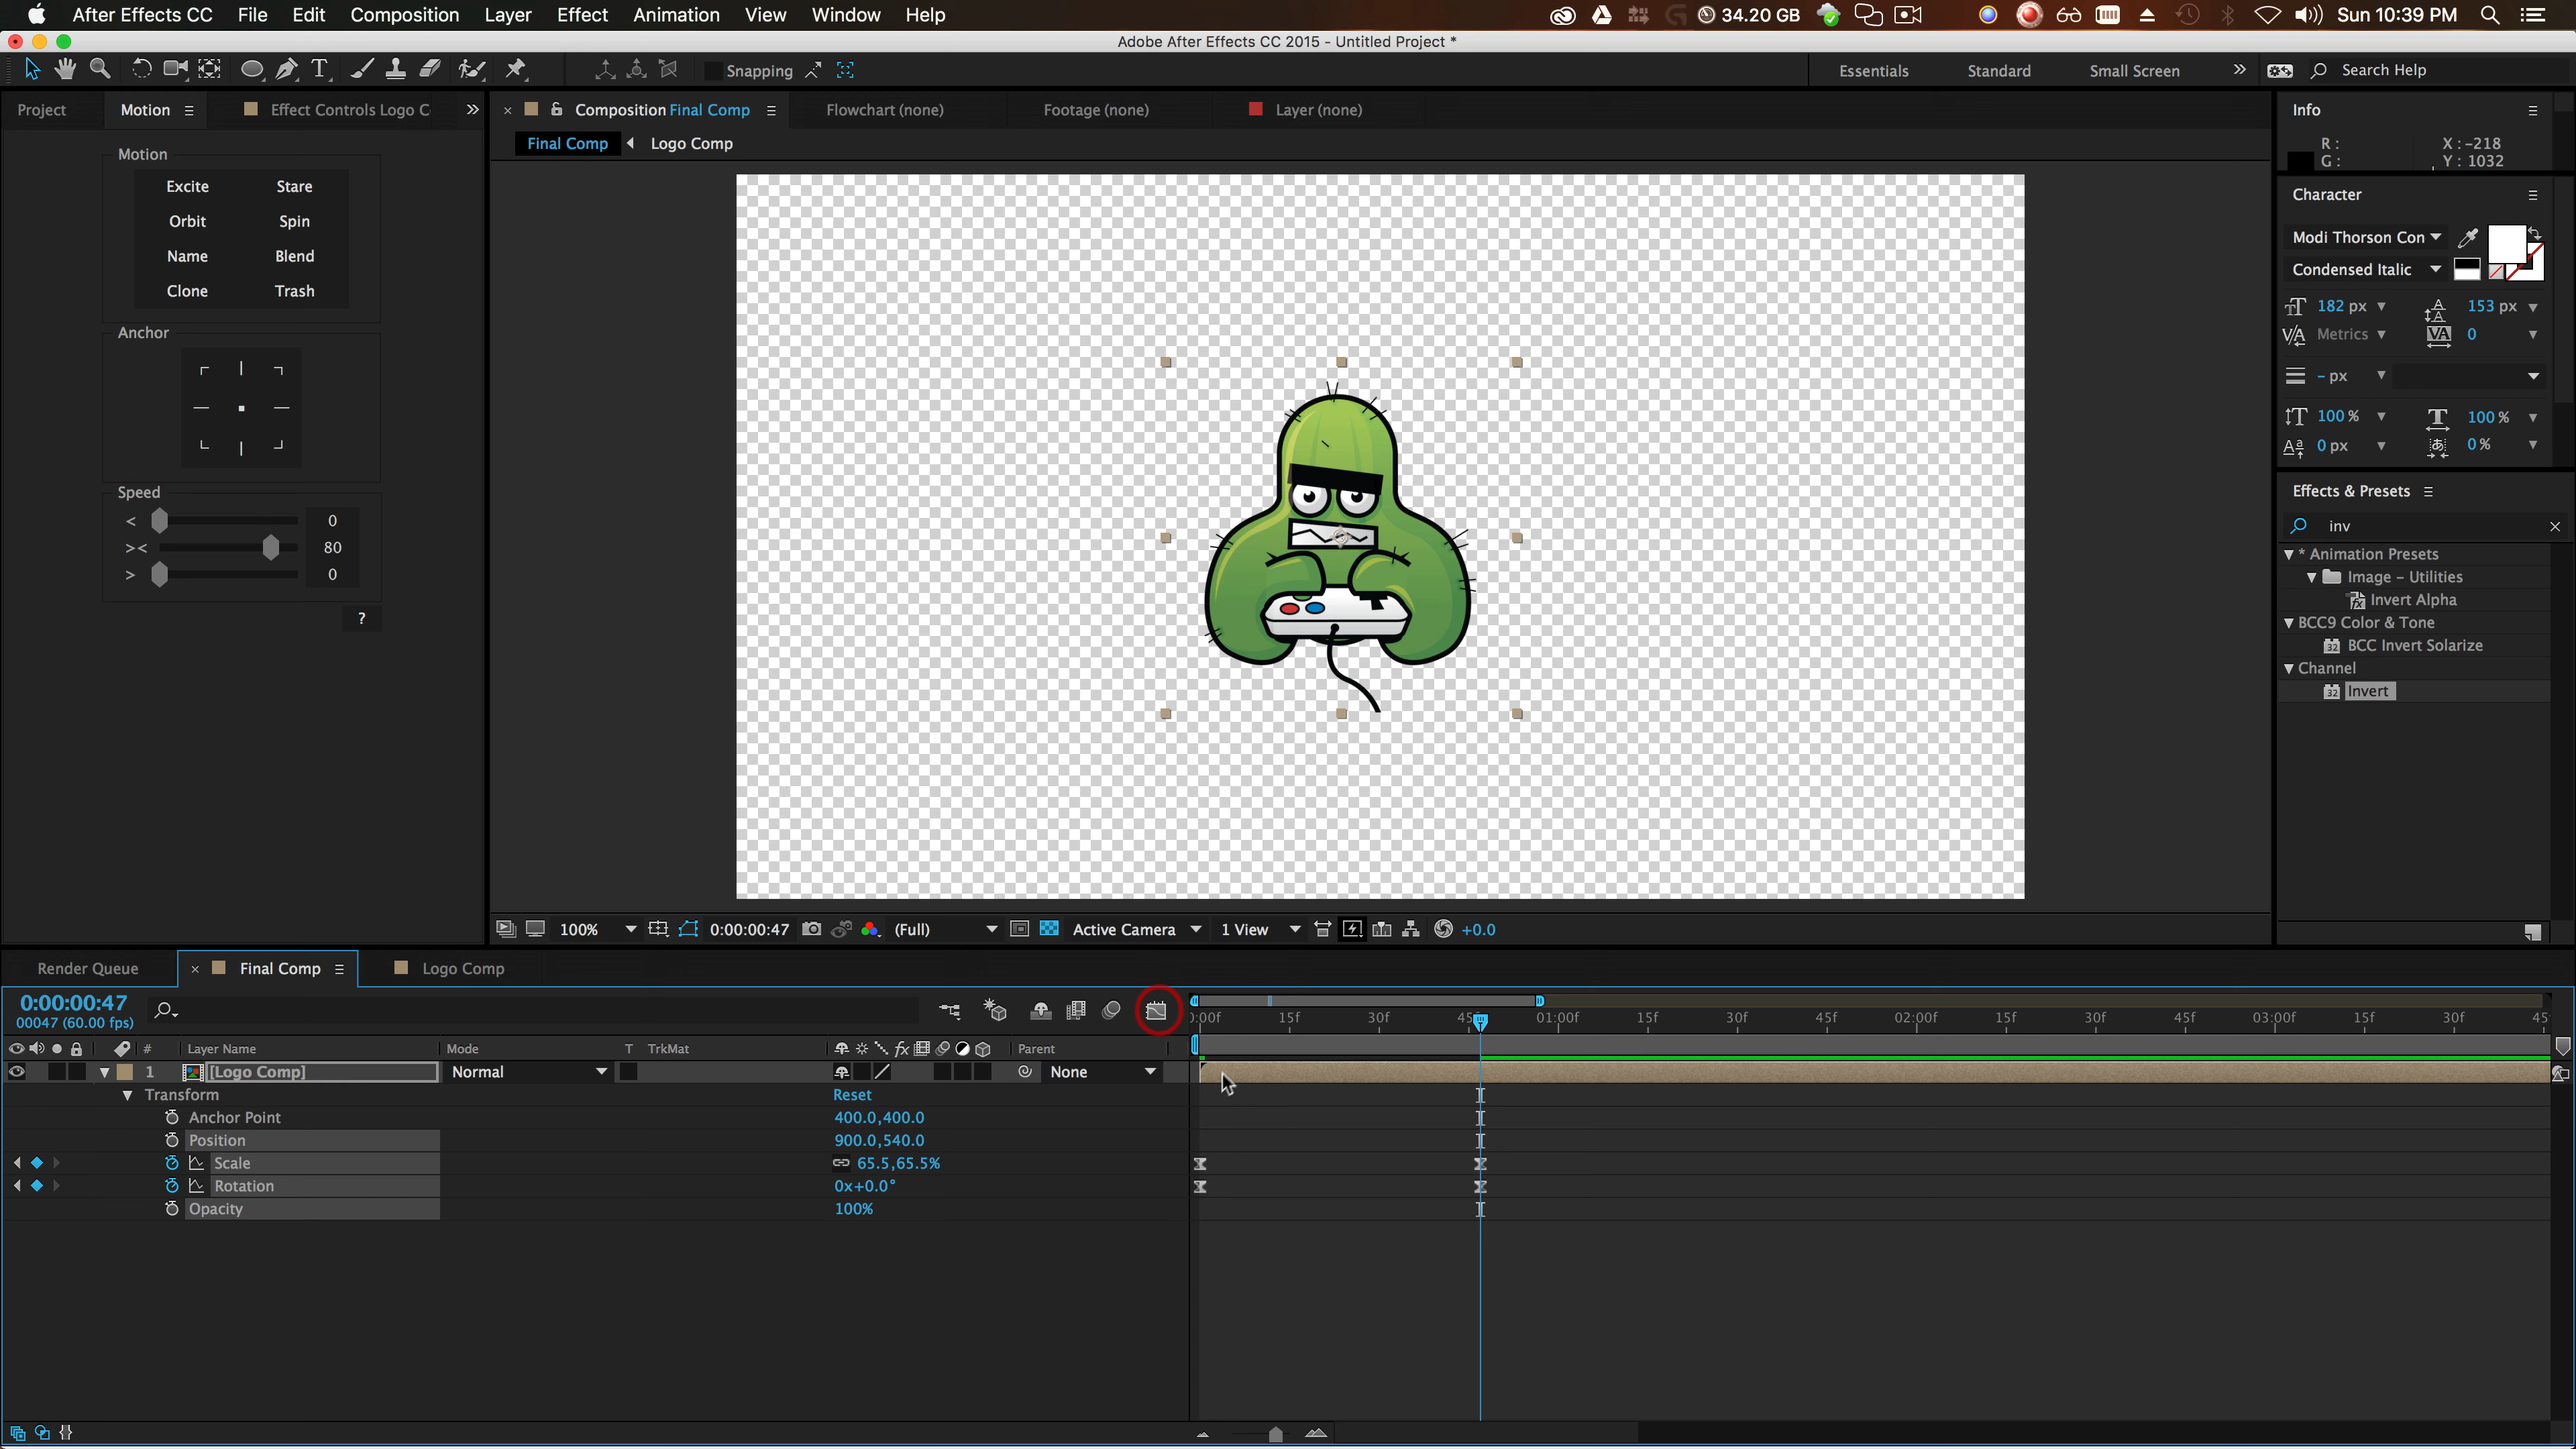 After Effects CC File Edit Composition Layer Effect Animation View Window Help 34.20 GB Sun 10:39 PM
Adobe After Effects CC 2015 - Untitled Project *
Snapping Essentials Standard Small Screen Search Help
Project Motion Effect Controls Logo C
Composition Final Comp Flowchart (none) Footage (none) Layer (none)
Final Comp Logo Comp
Motion
Excite Stare
Orbit Spin
Name Blend
Clone Trash
Anchor
Speed
< 0
>< 80
> 0
?
Info
R : X : -218
G : Y : 1032
Character
Modi Thorson Con
Condensed Italic
182 px 153 px
Metrics 0
- px
100 % 100 %
0 px 0 %
Effects & Presets
inv
* Animation Presets
Image – Utilities
Invert Alpha
BCC9 Color & Tone
BCC Invert Solarize
Channel
Invert
100% 0:00:00:47 (Full) Active Camera 1 View +0.0
Render Queue Final Comp Logo Comp
0:00:00:47
00047 (60.00 fps)
):00f 15f 30f 45 01:00f 15f 30f 45f 02:00f 15f 30f 45f 03:00f 15f 30f 45
# Layer Name Mode T TrkMat Parent
1 [Logo Comp] Normal None
Transform Reset
Anchor Point 400.0,400.0
Position 900.0,540.0
Scale 65.5,65.5%
Rotation 0x+0.0°
Opacity 100%